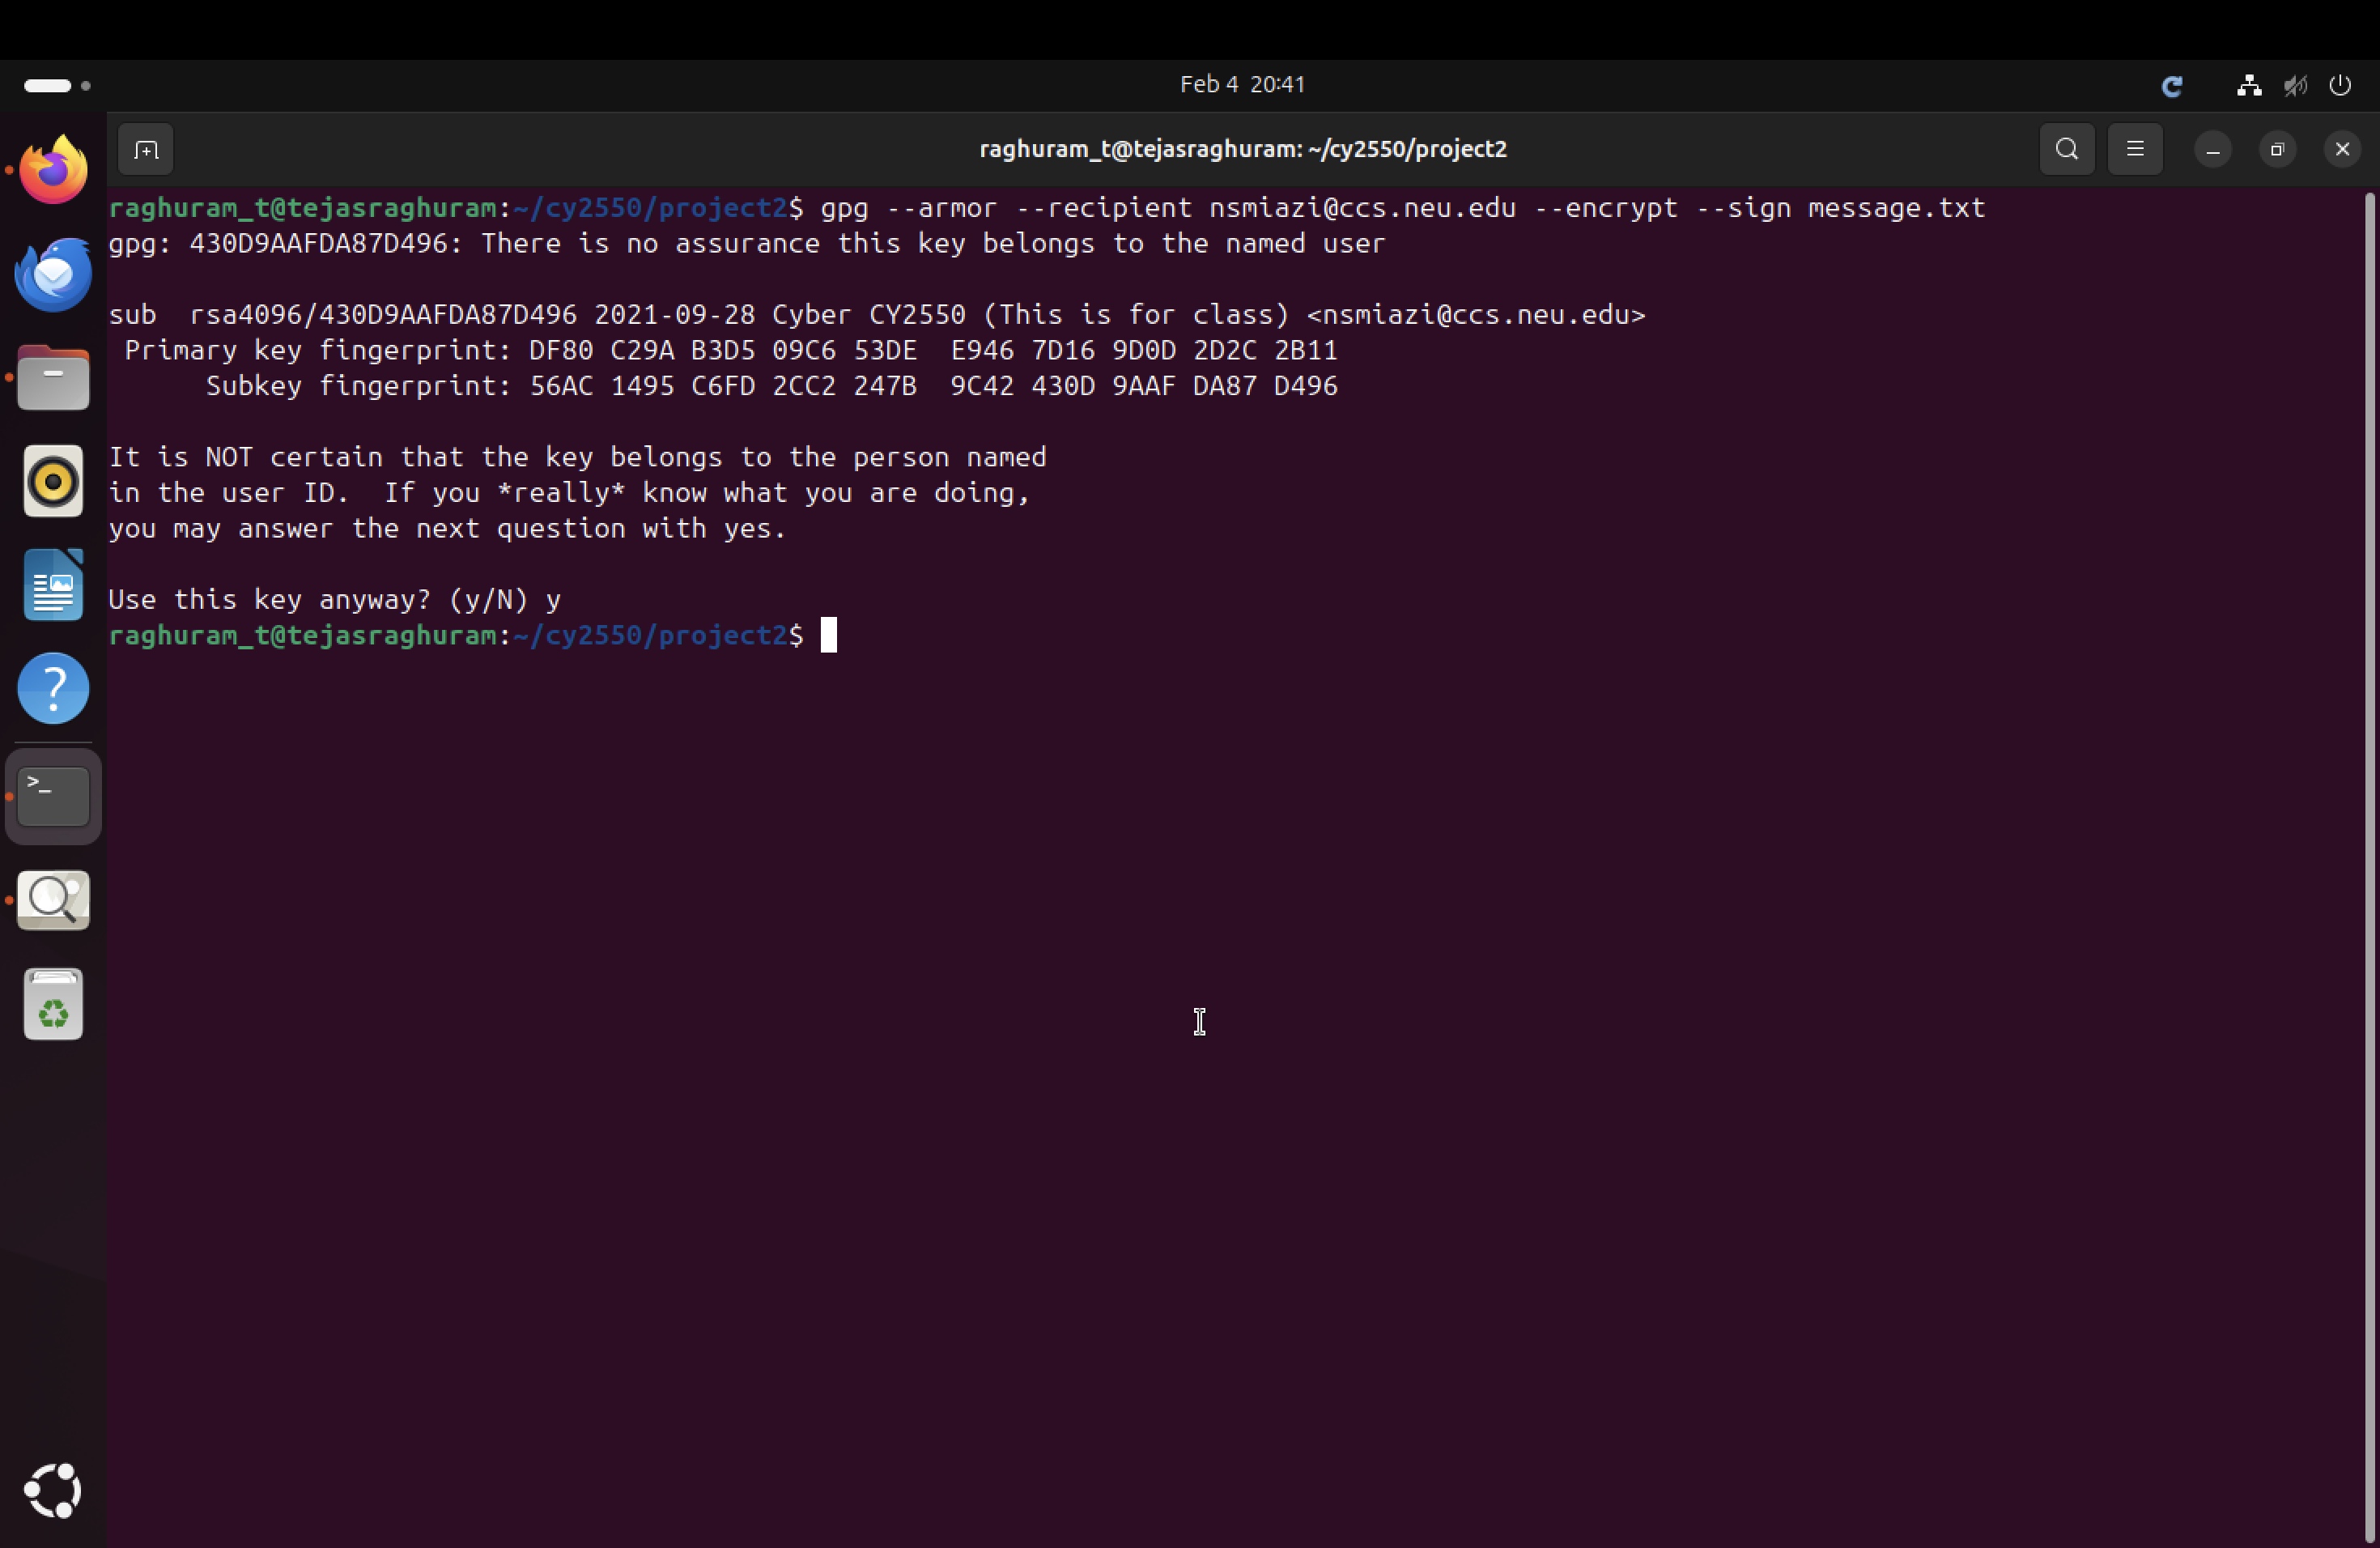 Feb 4 20:41
raghuram_t@tejasraghuram: ~/cy2550/project2
raghuram_t@tejasraghuram:~/cy2550/project2$ gpg --armor --recipient nsmiazi@ccs.neu.edu --encrypt --sign message.txt
gpg: 430D9AAFDA87D496: There is no assurance this key belongs to the named user
sub  rsa4096/430D9AAFDA87D496 2021-09-28 Cyber CY2550 (This is for class) <nsmiazi@ccs.neu.edu>
 Primary key fingerprint: DF80 C29A B3D5 09C6 53DE  E946 7D16 9D0D 2D2C 2B11
      Subkey fingerprint: 56AC 1495 C6FD 2CC2 247B  9C42 430D 9AAF DA87 D496
It is NOT certain that the key belongs to the person named
in the user ID.  If you *really* know what you are doing,
you may answer the next question with yes.
Use this key anyway? (y/N) y
raghuram_t@tejasraghuram:~/cy2550/project2$